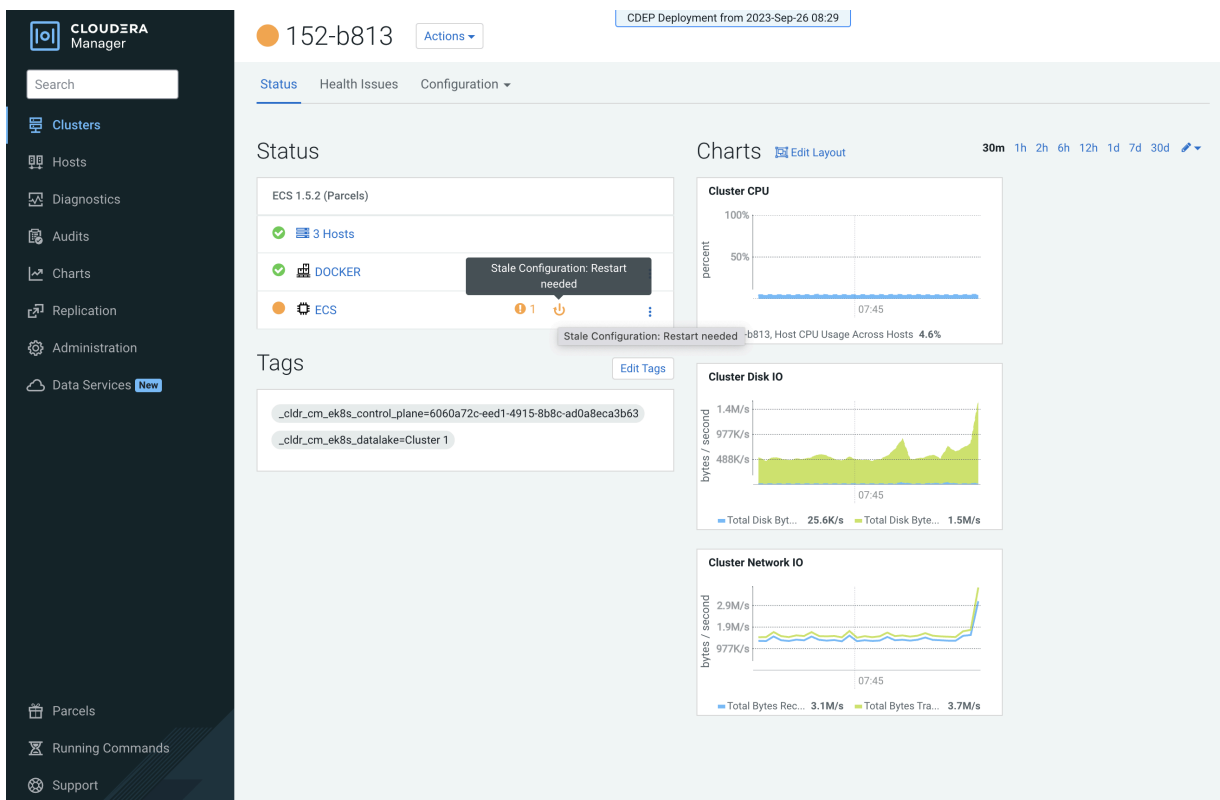 CLOUDERA
Manager
Search
Clusters
Hosts
Diagnostics
Audits
Charts
Replication
Administration
Data Services New
Parcels
Running Commands
Support
CDEP Deployment from 2023-Sep-26 08:29
152-b813
Actions
Status Health Issues Configuration
Status
ECS 1.5.2 (Parcels)
3 Hosts
DOCKER
Stale Configuration: Restart
needed
ECS 1
Stale Configuration: Restart needed
Tags
Edit Tags
_cldr_cm_ek8s_control_plane=6060a72c-eed1-4915-8b8c-ad0a8eca3b63
_cldr_cm_ek8s_datalake=Cluster 1
Charts Edit Layout
30m 1h 2h 6h 12h 1d 7d 30d
Cluster CPU
percent
100%
50%
07:45
-b813, Host CPU Usage Across Hosts 4.6%
Cluster Disk IO
bytes / second
1.4M/s
977K/s
488K/s
07:45
Total Disk Byt... 25.6K/s Total Disk Byte... 1.5M/s
Cluster Network IO
bytes / second
2.9M/s
1.9M/s
977K/s
07:45
Total Bytes Rec... 3.1M/s Total Bytes Tra... 3.7M/s